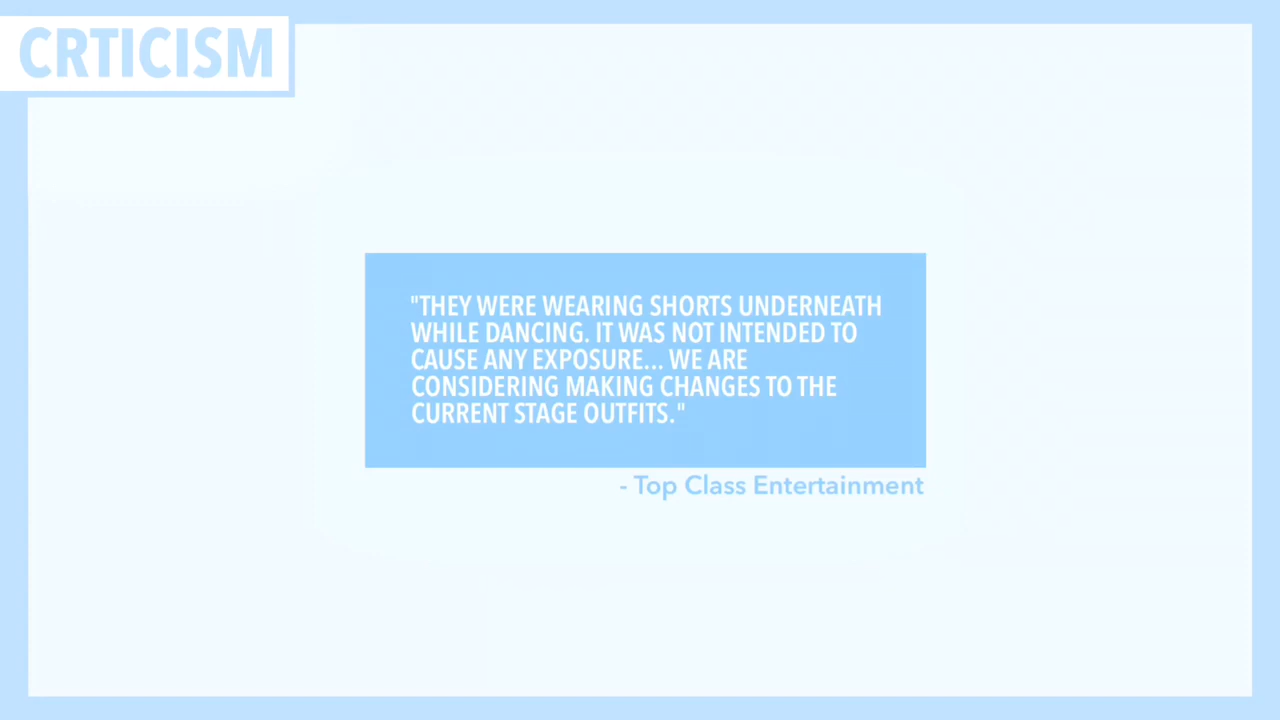 CRTICISM
"THEY WERE WEARING SHORTS UNDERNEATH
WHILE DANCING. IT WAS NOT INTENDED TO
CAUSE ANY EXPOSURE... WE ARE
CONSIDERING MAKING CHANGES TO THE
CURRENT STAGE OUTFITS."
- Top Class Entertainment